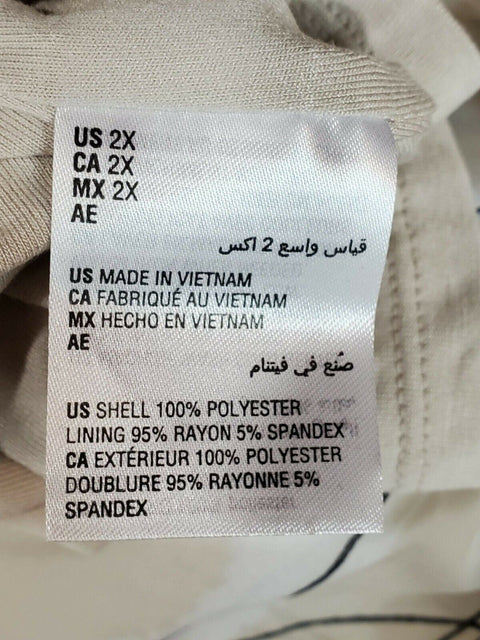 US 2X
CA 2X
MX 2X
AE
قياس واسع 2 اكس
US MADE IN VIETNAM
CA FABRIQUÉ AU VIETNAM
MX HECHO EN VIETNAM
AE
صُنع في فيتنام
US SHELL 100% POLYESTER
LINING 95% RAYON 5% SPANDEX
CA EXTÉRIEUR 100% POLYESTER
DOUBLURE 95% RAYONNE 5%
SPANDEX